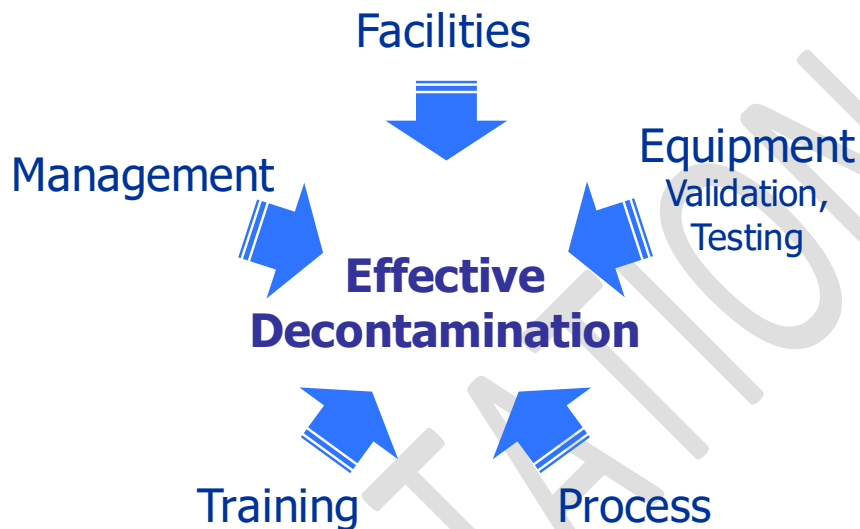 Facilities
Management
Equipment
Validation,
Testing
Effective
Decontamination
Training
Process